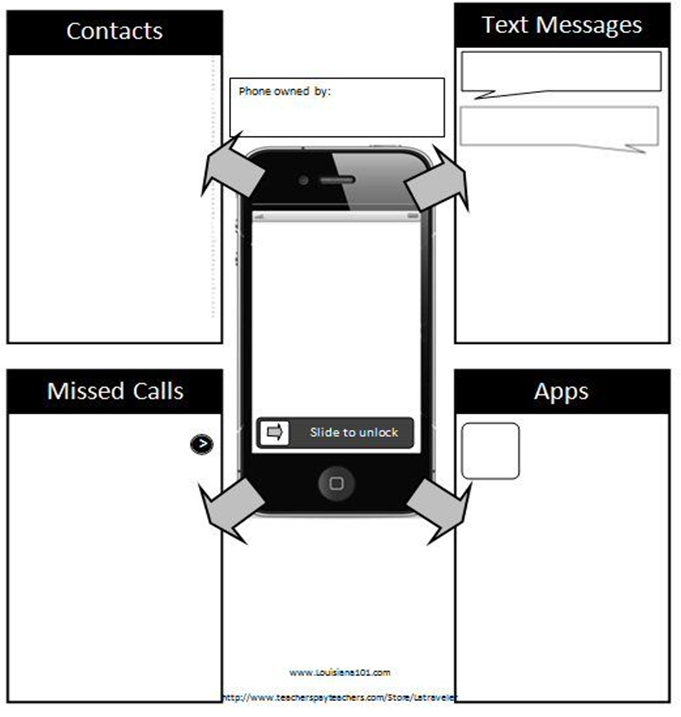 Contacts
Text Messages
Phone owned by:
Slide to unlock
Missed Calls
Apps
>
www.Louisiana101.com
http://www.teacherspayteachers.com/Store/Latraveler